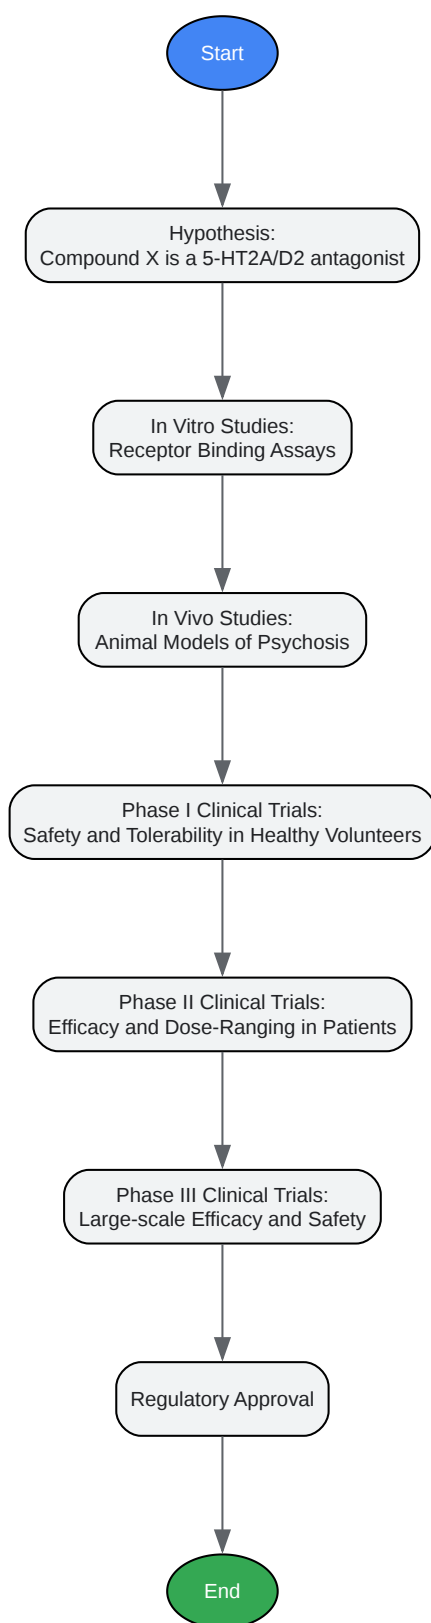 Start
Hypothesis:
Compound X is a 5-HT2A/D2 antagonist
In Vitro Studies:
Receptor Binding Assays
In Vivo Studies:
Animal Models of Psychosis
Phase I Clinical Trials:
Safety and Tolerability in Healthy Volunteers
Phase II Clinical Trials:
Efficacy and Dose-Ranging in Patients
Phase III Clinical Trials:
Large-scale Efficacy and Safety
Regulatory Approval
End